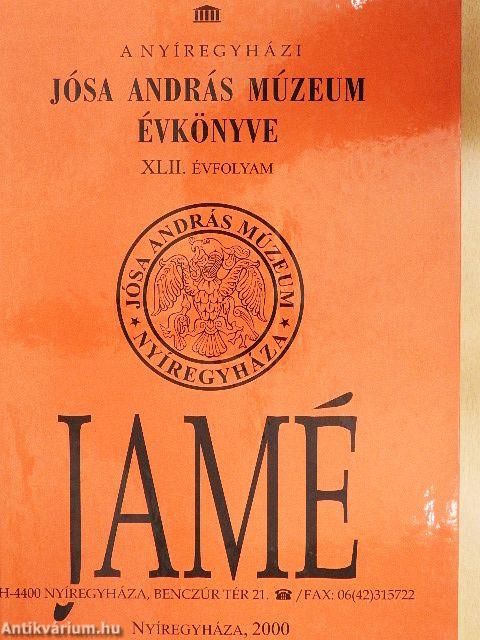 A NYÍREGYHÁZI
JÓSA ANDRÁS MÚZEUM
ÉVKÖNYVE
XLII. ÉVFOLYAM
JÓSA ANDRÁS MÚZEUM
★ NYÍREGYHÁZA ★
JAMÉ
H-4400 NYÍREGYHÁZA, BENCZÚR TÉR 21. ☎ /FAX: 06(42)315722
NYÍREGYHÁZA, 2000
Antikvárium.hu